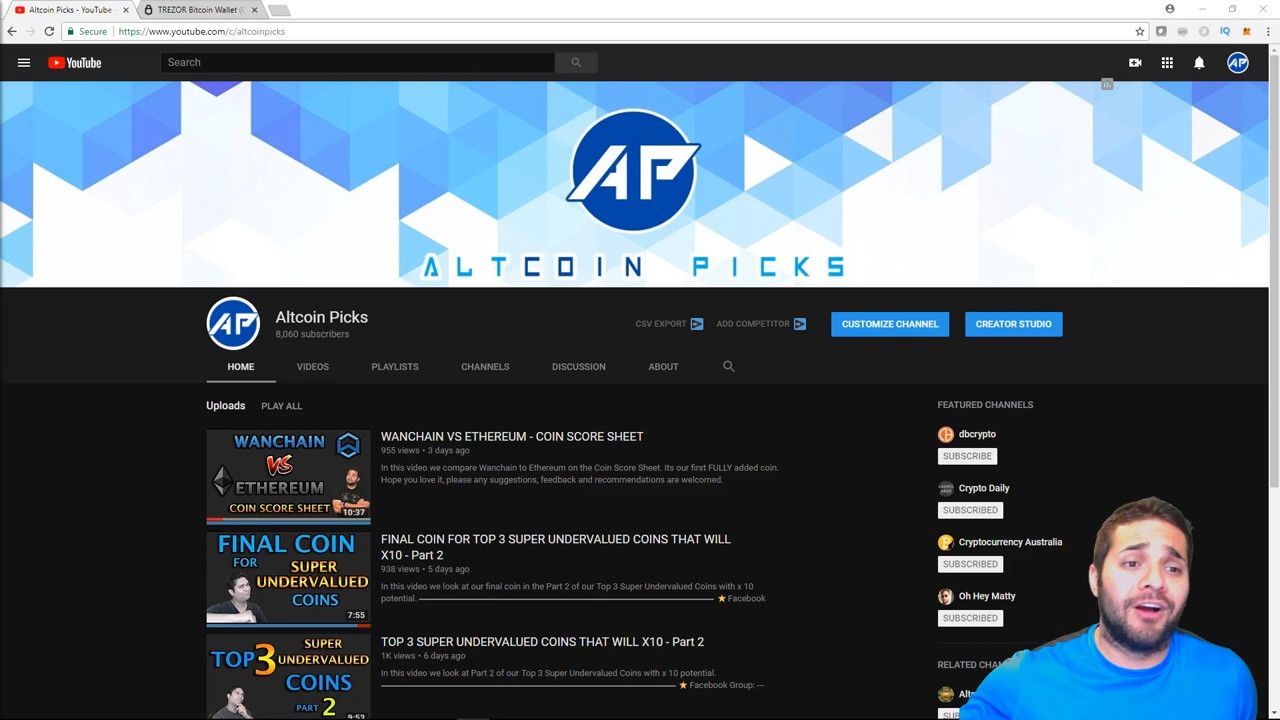 Altcoin Picks - YouTube -
TREZOR Bitcoin Wallet (
Secure
https://www.youtube.com/c/altcoinpicks
IQ
YouTube
Search
AP
AP
ALTCOIN PICKS
AP
Altcoin Picks
8,060 subscribers
CSV EXPORT
ADD COMPETITOR
CUSTOMIZE CHANNEL
CREATOR STUDIO
HOME
VIDEOS
PLAYLISTS
CHANNELS
DISCUSSION
ABOUT
Uploads
PLAY ALL
WANCHAIN
VS
ETHEREUM
COIN SCORE SHEET
10:37
WANCHAIN VS ETHEREUM - COIN SCORE SHEET
955 views • 3 days ago
In this video we compare Wanchain to Ethereum on the Coin Score Sheet. Its our first FULLY added coin.
Hope you love it, please any suggestions, feedback and recommendations are welcomed.
FINAL COIN
FOR SUPER
UNDERVALUED
COINS
7:55
FINAL COIN FOR TOP 3 SUPER UNDERVALUED COINS THAT WILL
X10 - Part 2
938 views • 5 days ago
In this video we look at our final coin in the Part 2 of our Top 3 Super Undervalued Coins with x 10
potential. ⭐ Facebook
TOP 3 SUPER
UNDERVALUED
COINS
PART 2
9:53
TOP 3 SUPER UNDERVALUED COINS THAT WILL X10 - Part 2
1K views • 6 days ago
In this video we look at Part 2 of our Top 3 Super Undervalued Coins with x 10 potential.
⭐ Facebook Group: —
FEATURED CHANNELS
dbcrypto
SUBSCRIBE
Crypto Daily
SUBSCRIBED
Cryptocurrency Australia
SUBSCRIBED
Oh Hey Matty
SUBSCRIBED
RELATED CHAN